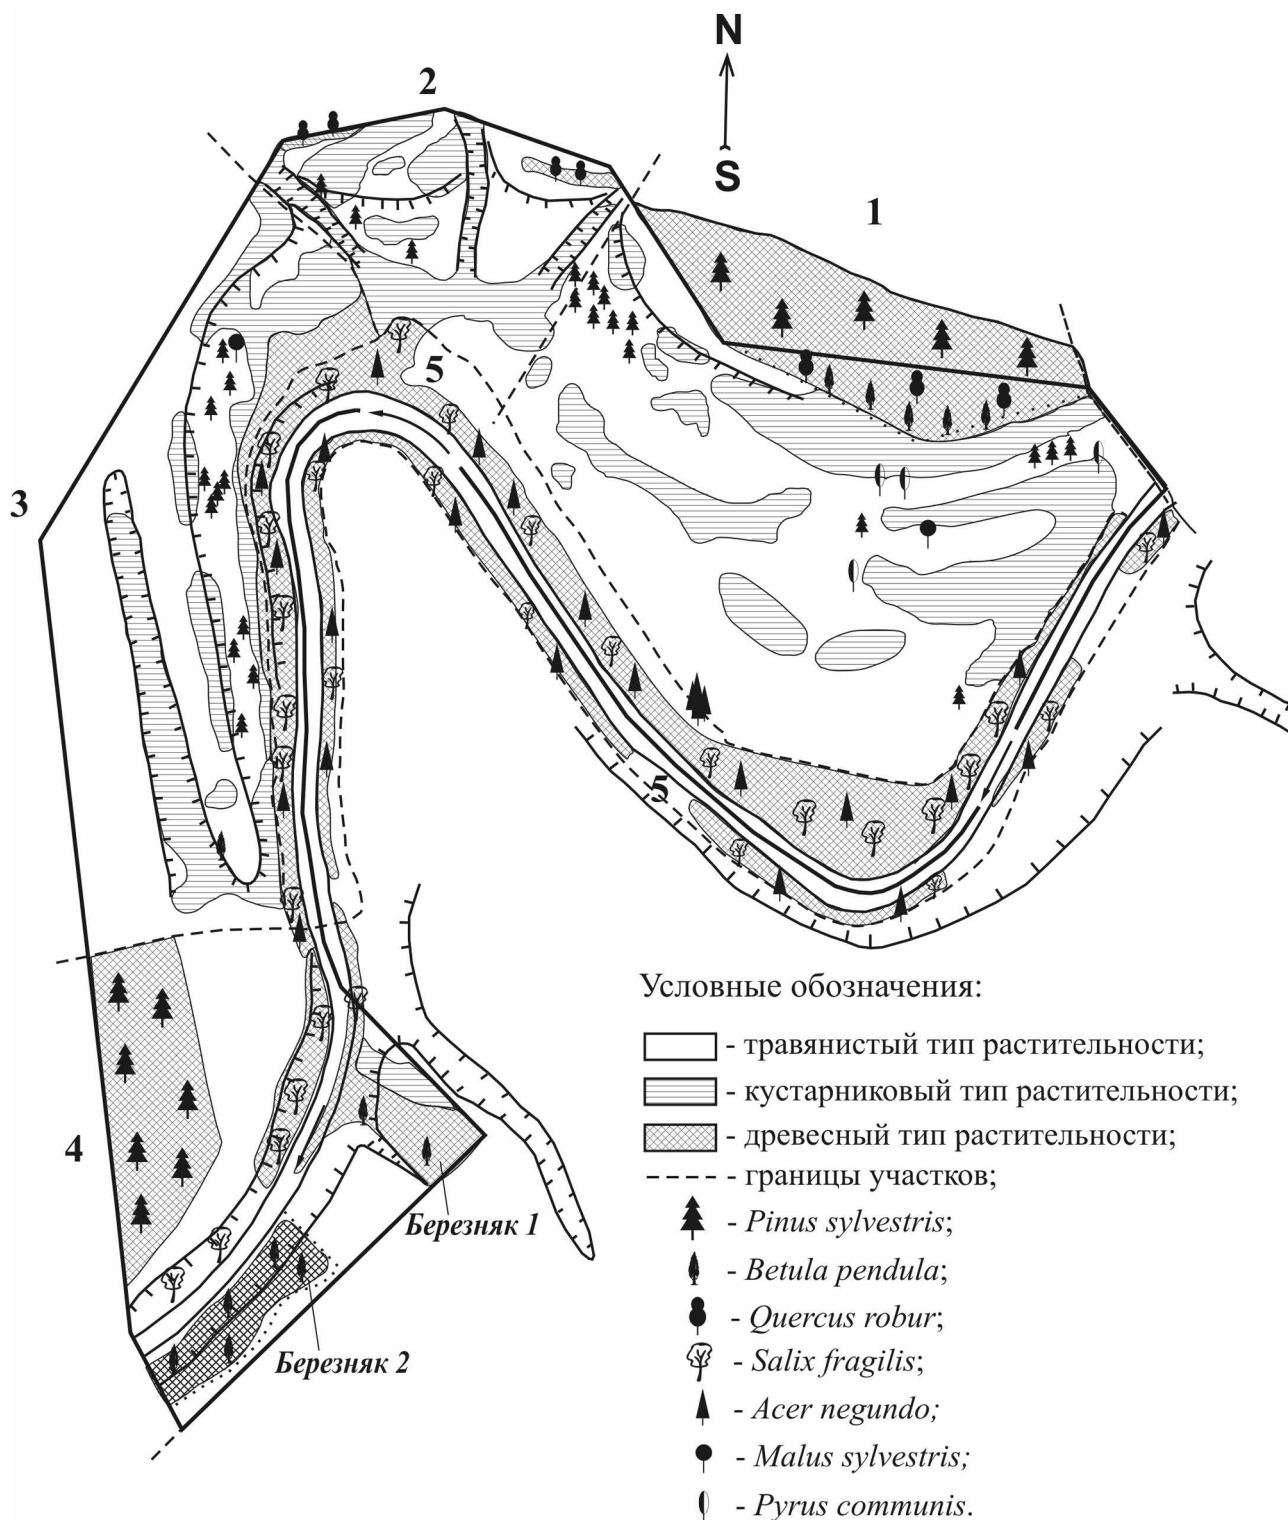 N
2
S
1
5
3
5
Условные обозначения:
- травянистый тип растительности;
- кустарниковый тип растительности;
- древесный тип растительности;
4
- границы участков;
Березняк 1
- Pinus sylvestris;
- Betula pendula;
- Quercus robur;
Березняк 2
- Salix fragilis;
- Acer negundo;
- Malus sylvestris;
- Pyrus communis.